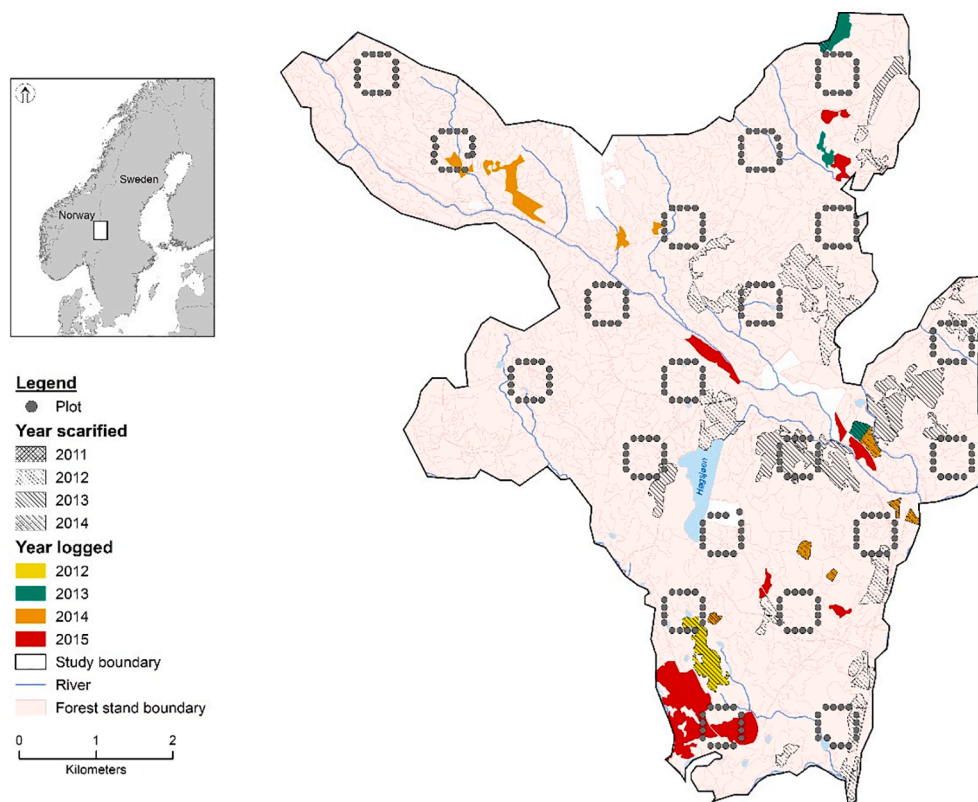 Sweden
Norway
Legend
Plot
Year scarified
2011
2012
2013
2014
Year logged
2012
2013
2014
2015
Study boundary
River
Forest stand boundary
0 1 2
Kilometers
Høgsjøen